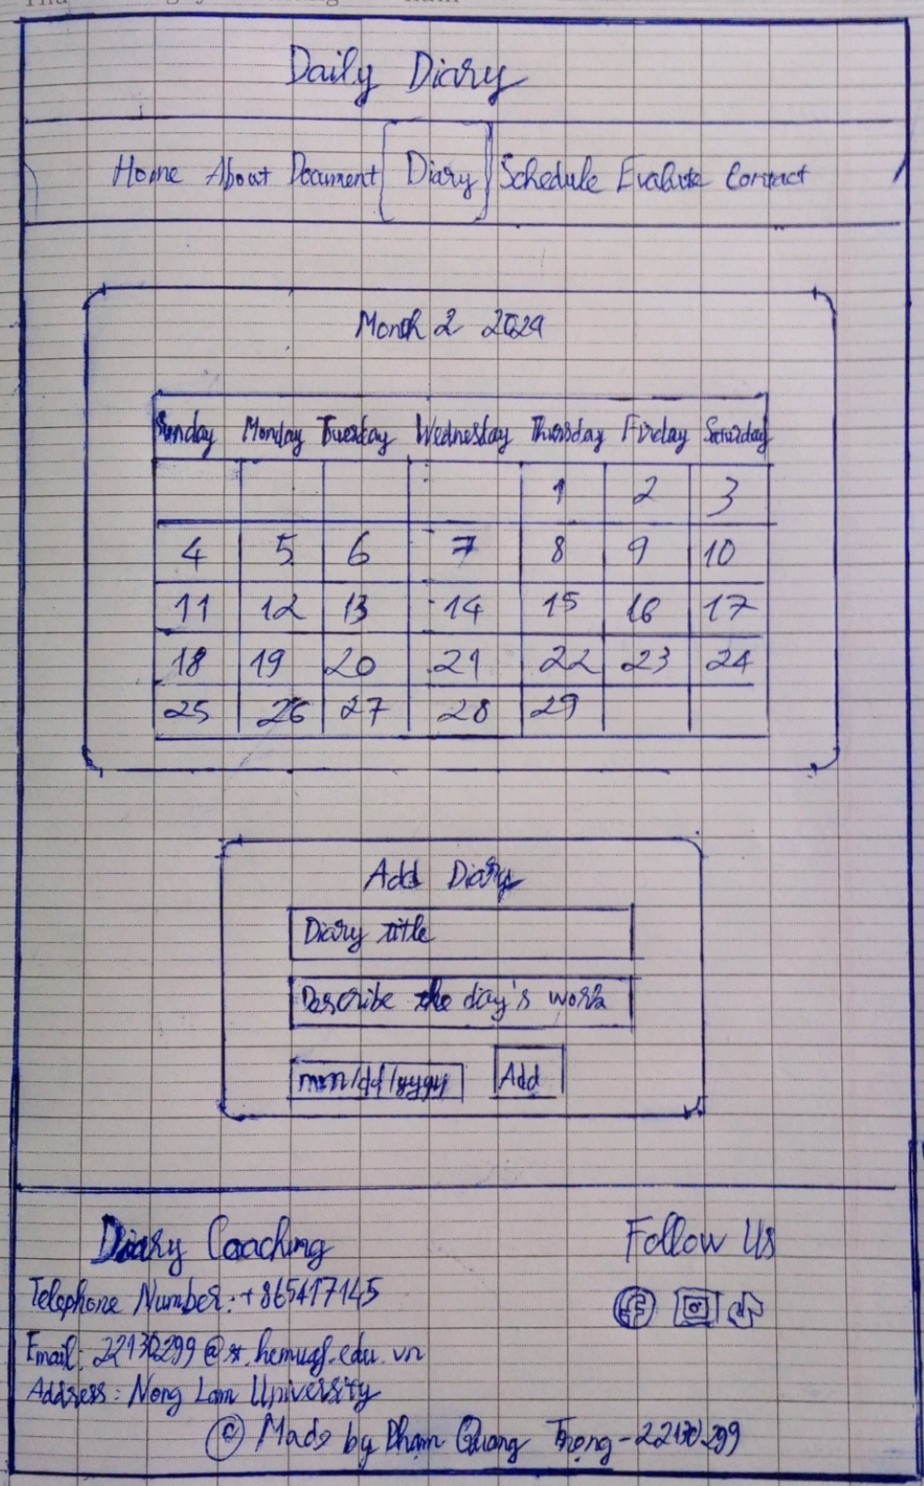 Daily Diary
Home About Document Diary Schedule Evaluate Contact
Month 2 2024
Sunday Monday Tuesday Wednesday Thursday Friday Saturday
1 2 3
4 5 6 7 8 9 10
11 12 13 14 15 16 17
18 19 20 21 22 23 24
25 26 27 28 29
Add Diary
Diary title
Describe the day's work
mm/dd/yyyy Add
Diary Coaching
Follow Us
Telephone Number: +865417145
Email: 22130299@st.hcmuaf.edu.vn
Address: Nong Lam University
© Made by Pham Quang Trong - 22130299